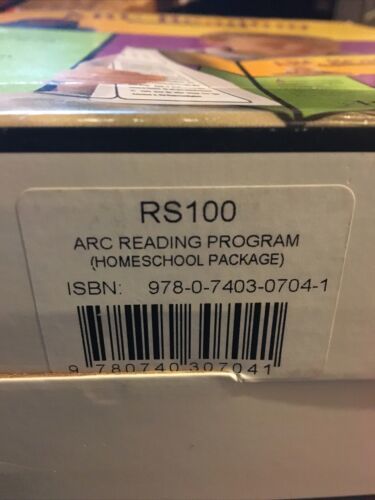 RS100
ARC READING PROGRAM
(HOMESCHOOL PACKAGE)
ISBN: 978-0-7403-0704-1
9 780740 307041